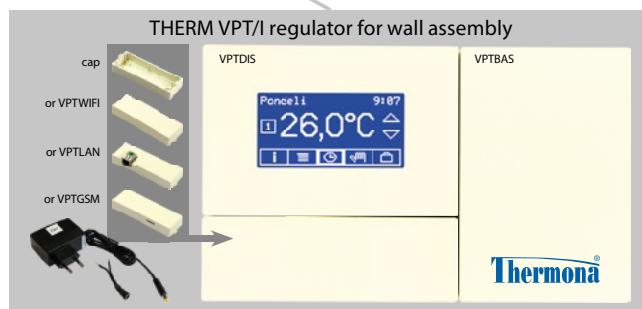 THERM VPT/I regulator for wall assembly
cap
or VPTWIFI
or VPTLAN
or VPTGSM
VPTDIS
VPTBAS
Pondeli 9:07
1 26,0°C
i
Thermona®